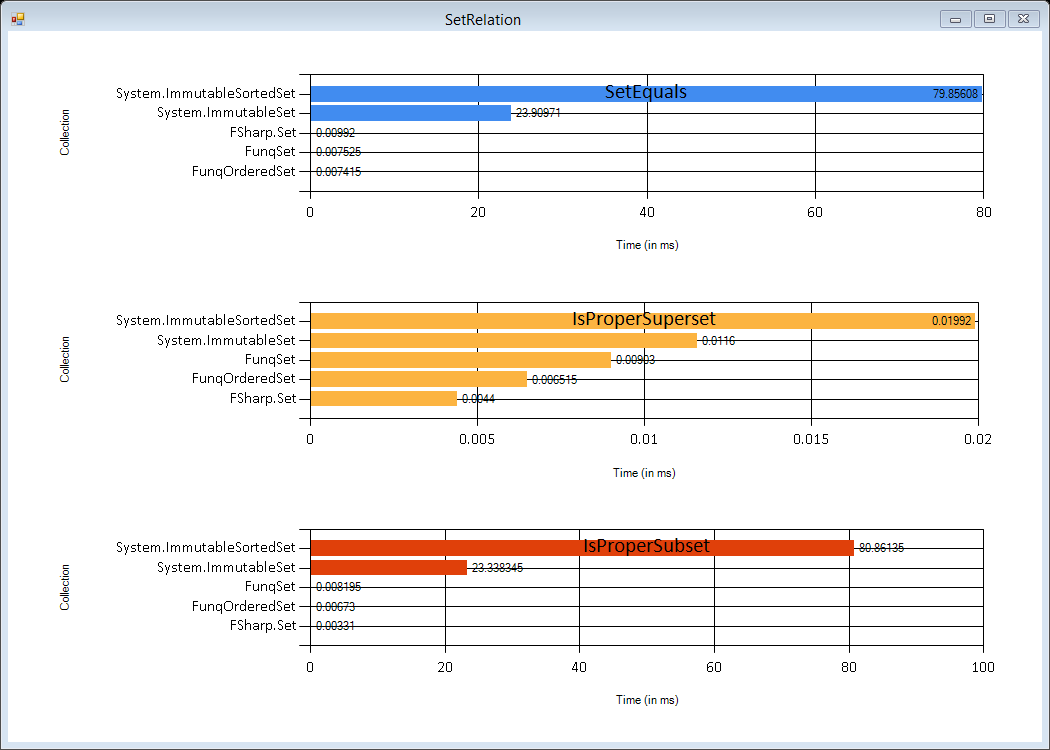 SetRelation
SetEquals
Collection
System.ImmutableSortedSet 79.85608
System.ImmutableSet 23.90971
FSharp.Set 0.00992
FunqSet 0.007525
FunqOrderedSet 0.007415
0 20 40 60 80
Time (in ms)
IsProperSuperset
Collection
System.ImmutableSortedSet 0.01992
System.ImmutableSet 0.0116
FunqSet 0.00903
FunqOrderedSet 0.006515
FSharp.Set 0.0044
0 0.005 0.01 0.015 0.02
Time (in ms)
IsProperSubset
Collection
System.ImmutableSortedSet 80.86135
System.ImmutableSet 23.338345
FunqSet 0.008195
FunqOrderedSet 0.00673
FSharp.Set 0.00331
0 20 40 60 80 100
Time (in ms)